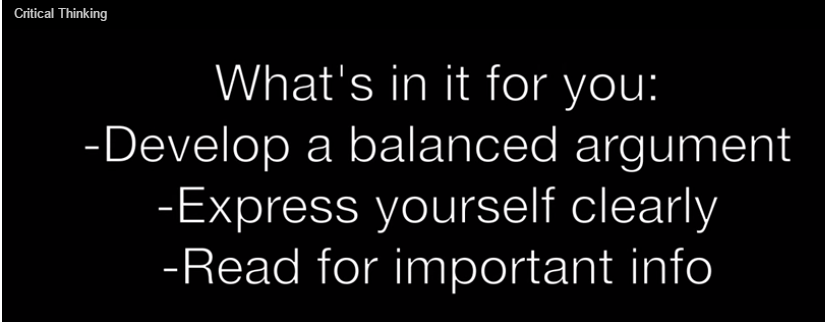 Critical Thinking
What's in it for you:
-Develop a balanced argument
-Express yourself clearly
-Read for important info